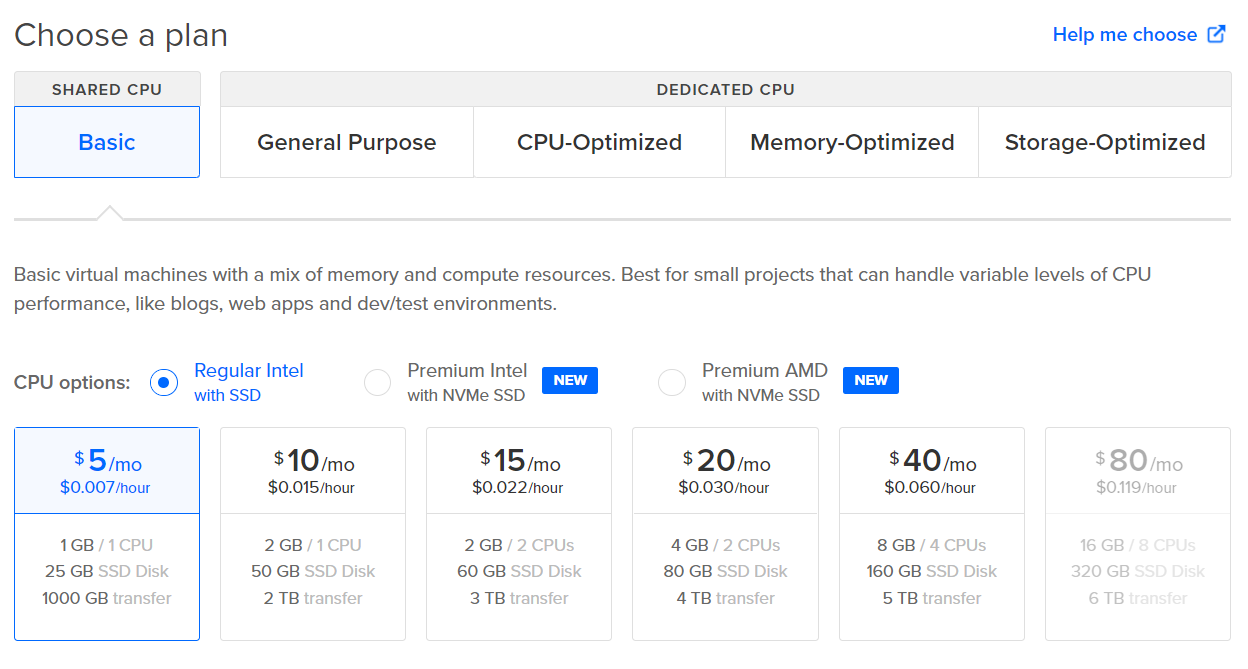 Choose a plan
Help me choose
SHARED CPU
DEDICATED CPU
Basic
General Purpose
CPU-Optimized
Memory-Optimized
Storage-Optimized
Basic virtual machines with a mix of memory and compute resources. Best for small projects that can handle variable levels of CPU
performance, like blogs, web apps and dev/test environments.
CPU options:
Regular Intel
with SSD
Premium Intel
with NVMe SSD
NEW
Premium AMD
with NVMe SSD
NEW
$5/mo
$0.007/hour
1 GB / 1 CPU
25 GB SSD Disk
1000 GB transfer
$10/mo
$0.015/hour
2 GB / 1 CPU
50 GB SSD Disk
2 TB transfer
$15/mo
$0.022/hour
2 GB / 2 CPUs
60 GB SSD Disk
3 TB transfer
$20/mo
$0.030/hour
4 GB / 2 CPUs
80 GB SSD Disk
4 TB transfer
$40/mo
$0.060/hour
8 GB / 4 CPUs
160 GB SSD Disk
5 TB transfer
$80/mo
$0.119/hour
16 GB / 8 CPUs
320 GB SSD Disk
6 TB transfer